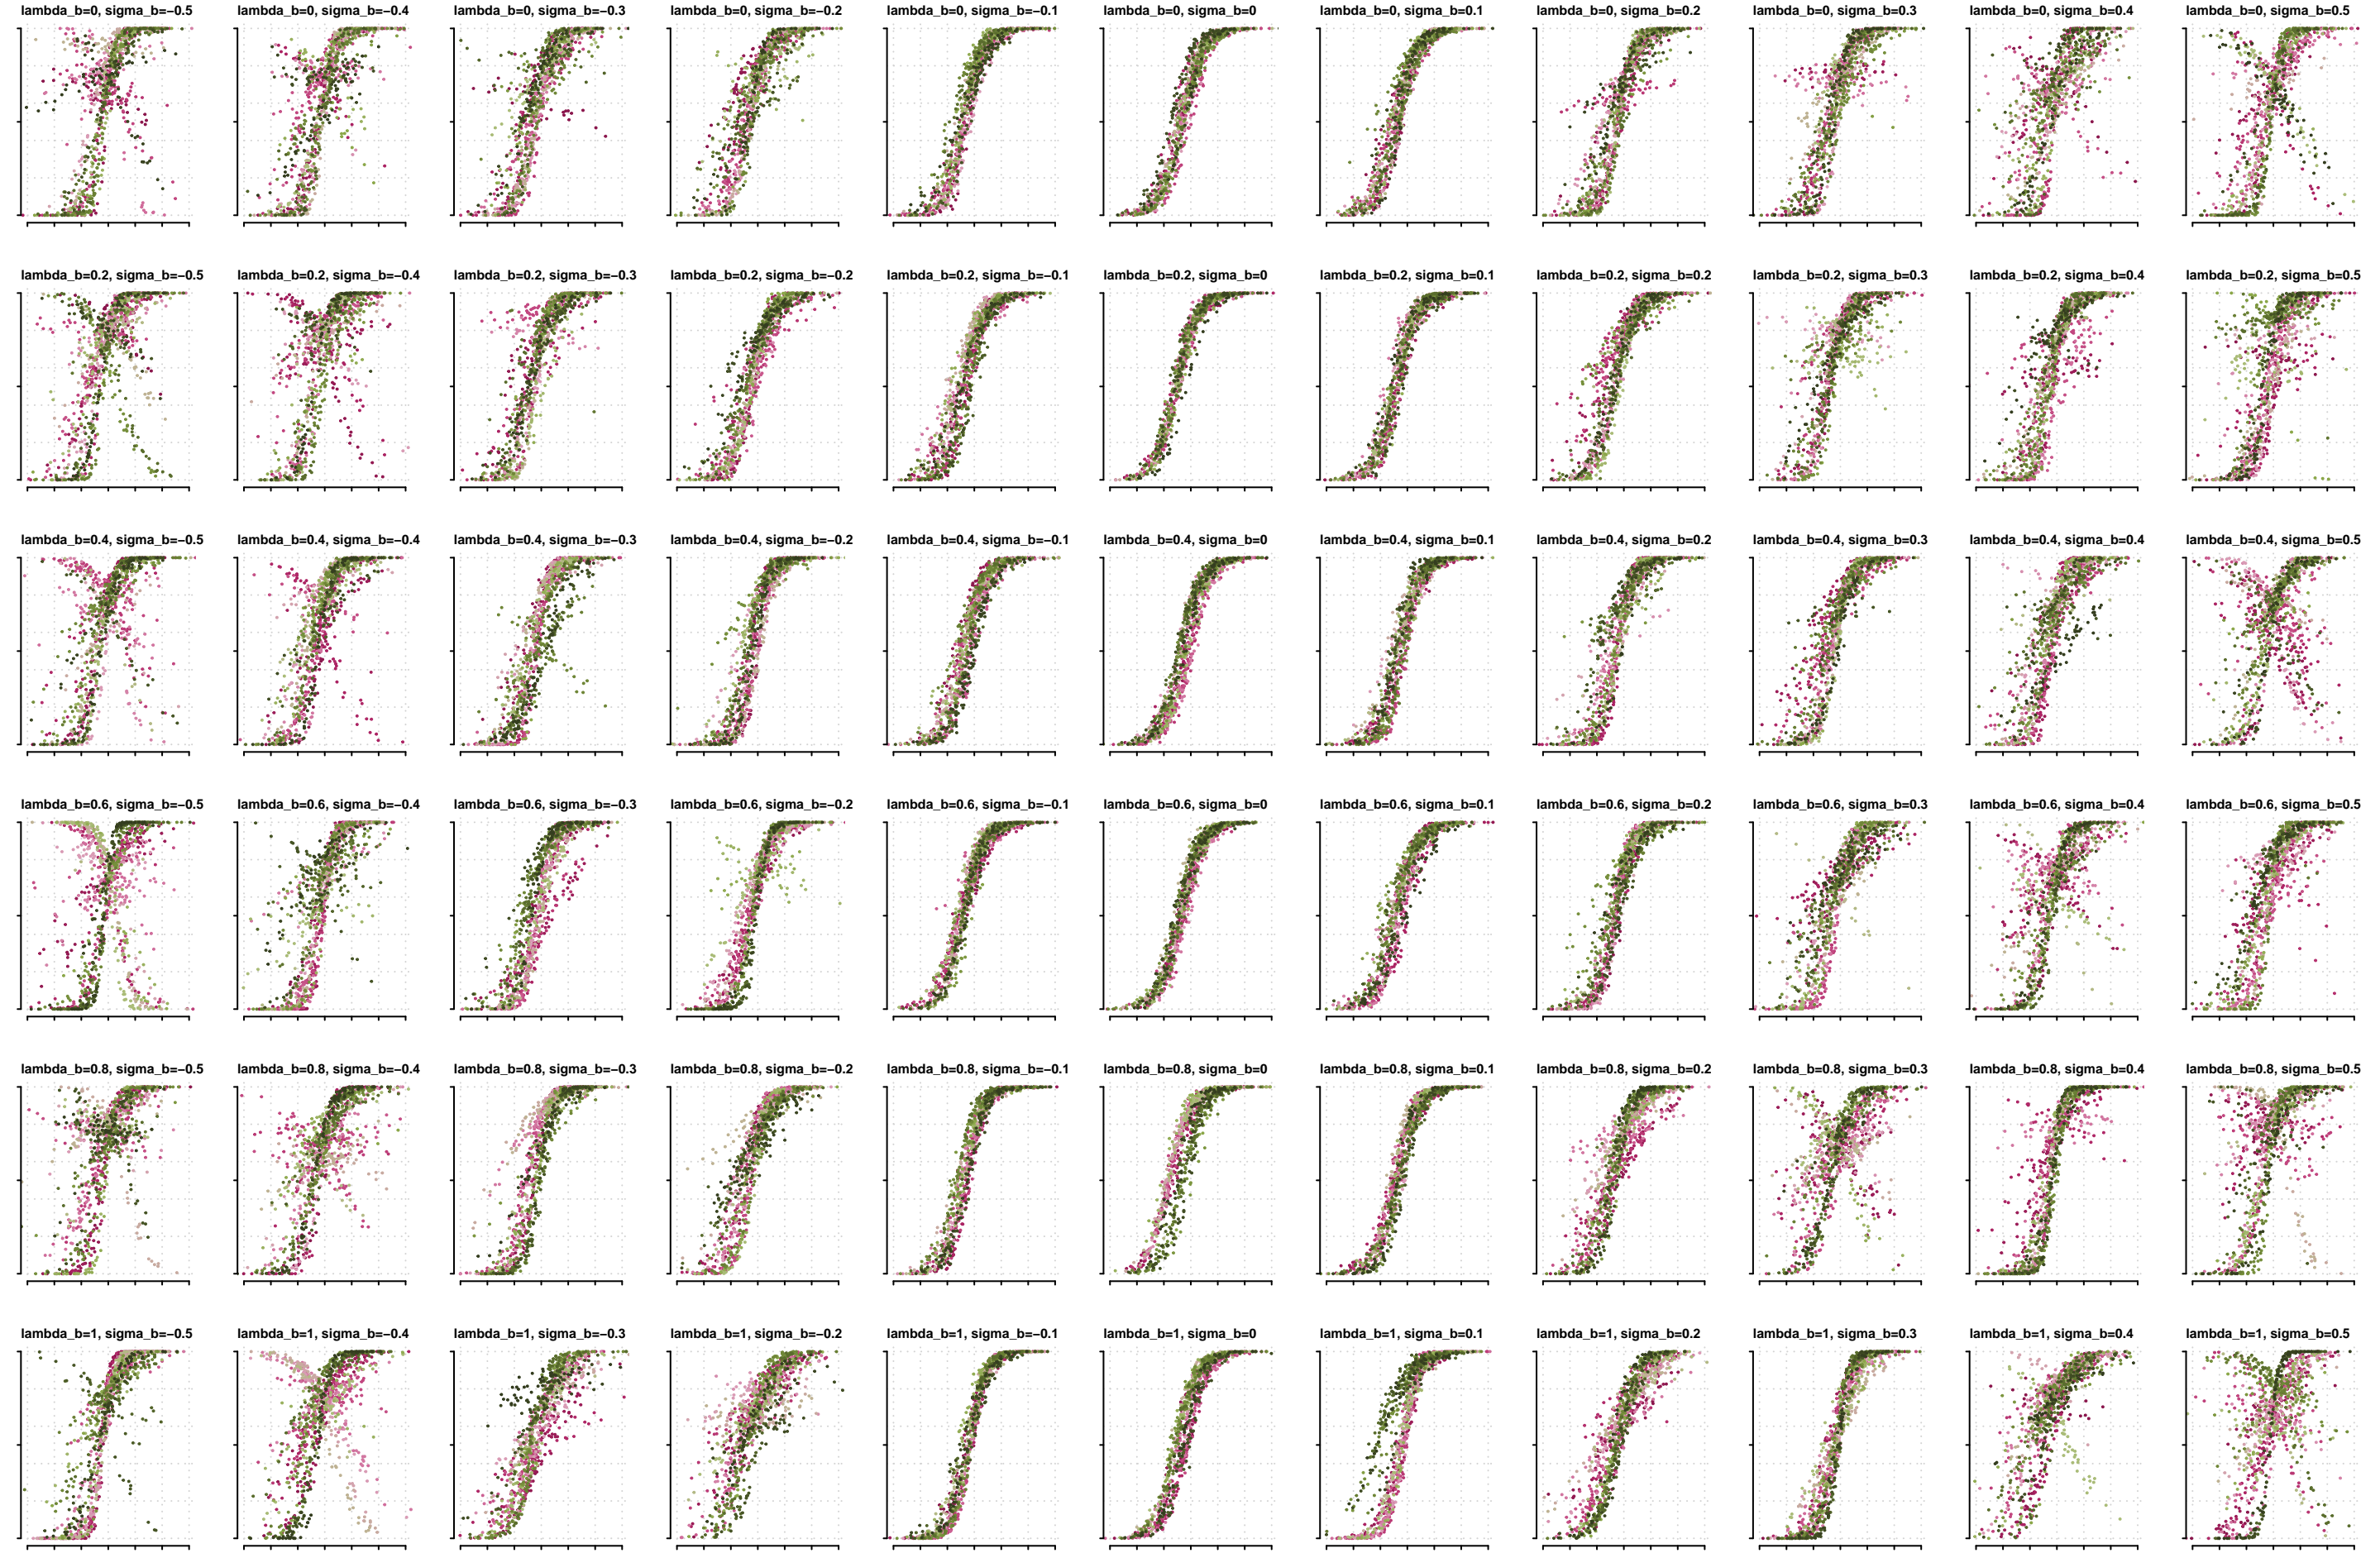 lambda_b=0, sigma_b=−0.5 lambda_b=0, sigma_b=−0.4 lambda_b=0, sigma_b=−0.3 lambda_b=0, sigma_b=−0.2 lambda_b=0, sigma_b=−0.1 lambda_b=0, sigma_b=0 lambda_b=0, sigma_b=0.1 lambda_b=0, sigma_b=0.2 lambda_b=0, sigma_b=0.3 lambda_b=0, sigma_b=0.4 lambda_b=0, sigma_b=0.5
lambda_b=0.2, sigma_b=−0.5 lambda_b=0.2, sigma_b=−0.4 lambda_b=0.2, sigma_b=−0.3 lambda_b=0.2, sigma_b=−0.2 lambda_b=0.2, sigma_b=−0.1 lambda_b=0.2, sigma_b=0 lambda_b=0.2, sigma_b=0.1 lambda_b=0.2, sigma_b=0.2 lambda_b=0.2, sigma_b=0.3 lambda_b=0.2, sigma_b=0.4 lambda_b=0.2, sigma_b=0.5
lambda_b=0.4, sigma_b=−0.5 lambda_b=0.4, sigma_b=−0.4 lambda_b=0.4, sigma_b=−0.3 lambda_b=0.4, sigma_b=−0.2 lambda_b=0.4, sigma_b=−0.1 lambda_b=0.4, sigma_b=0 lambda_b=0.4, sigma_b=0.1 lambda_b=0.4, sigma_b=0.2 lambda_b=0.4, sigma_b=0.3 lambda_b=0.4, sigma_b=0.4 lambda_b=0.4, sigma_b=0.5
lambda_b=0.6, sigma_b=−0.5 lambda_b=0.6, sigma_b=−0.4 lambda_b=0.6, sigma_b=−0.3 lambda_b=0.6, sigma_b=−0.2 lambda_b=0.6, sigma_b=−0.1 lambda_b=0.6, sigma_b=0 lambda_b=0.6, sigma_b=0.1 lambda_b=0.6, sigma_b=0.2 lambda_b=0.6, sigma_b=0.3 lambda_b=0.6, sigma_b=0.4 lambda_b=0.6, sigma_b=0.5
lambda_b=0.8, sigma_b=−0.5 lambda_b=0.8, sigma_b=−0.4 lambda_b=0.8, sigma_b=−0.3 lambda_b=0.8, sigma_b=−0.2 lambda_b=0.8, sigma_b=−0.1 lambda_b=0.8, sigma_b=0 lambda_b=0.8, sigma_b=0.1 lambda_b=0.8, sigma_b=0.2 lambda_b=0.8, sigma_b=0.3 lambda_b=0.8, sigma_b=0.4 lambda_b=0.8, sigma_b=0.5
lambda_b=1, sigma_b=−0.5 lambda_b=1, sigma_b=−0.4 lambda_b=1, sigma_b=−0.3 lambda_b=1, sigma_b=−0.2 lambda_b=1, sigma_b=−0.1 lambda_b=1, sigma_b=0 lambda_b=1, sigma_b=0.1 lambda_b=1, sigma_b=0.2 lambda_b=1, sigma_b=0.3 lambda_b=1, sigma_b=0.4 lambda_b=1, sigma_b=0.5